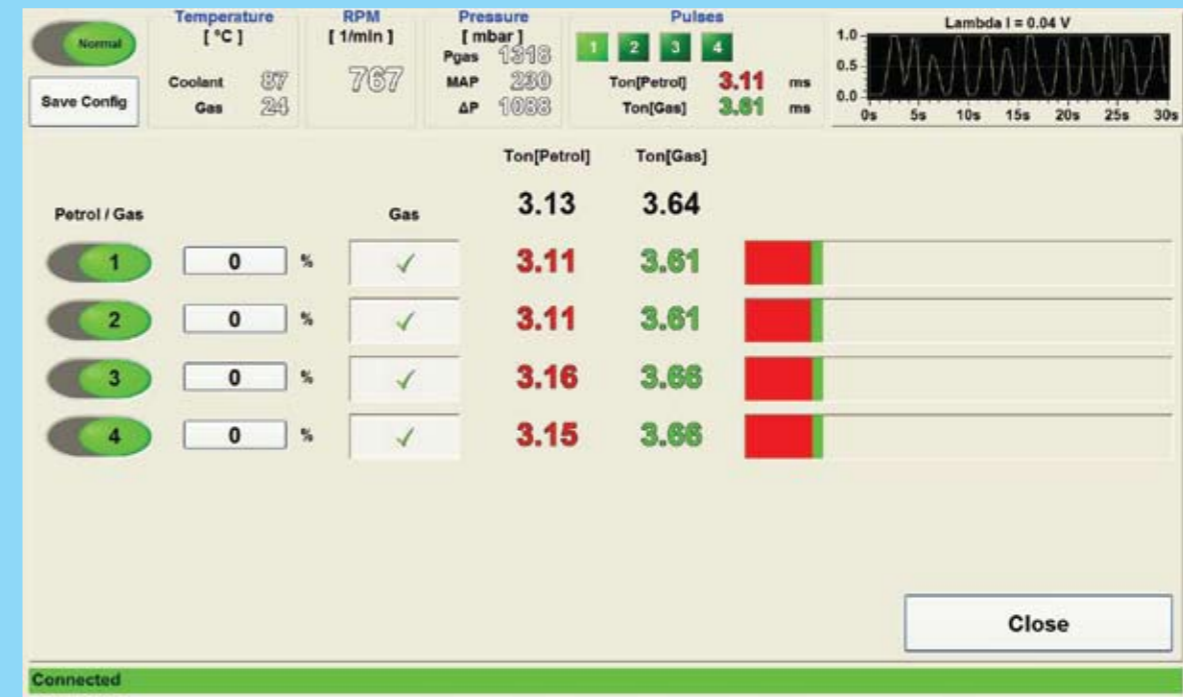 Normal
Save Config
Temperature
[ °C ]
Coolant 87
Gas 24
RPM
[ 1/min ]
767
Pressure
[ mbar ]
Pgas 1318
MAP 230
ΔP 1088
Pulses
1 2 3 4
Ton[Petrol] 3.11 ms
Ton[Gas] 3.61 ms
Lambda I = 0.04 V
1.0
0.5
0.0
0s 5s 10s 15s 20s 25s 30s
Ton[Petrol] Ton[Gas]
Petrol / Gas Gas 3.13 3.64
1 0 % ✓ 3.11 3.61
2 0 % ✓ 3.11 3.61
3 0 % ✓ 3.16 3.66
4 0 % ✓ 3.15 3.66
Close
Connected